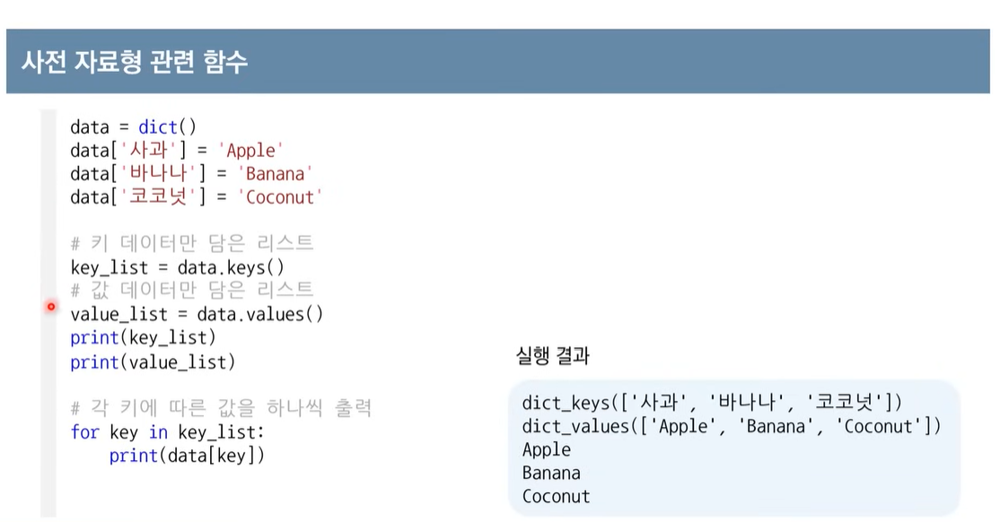 사전 자료형 관련 함수
data = dict()
data['사과'] = 'Apple'
data['바나나'] = 'Banana'
data['코코넛'] = 'Coconut'
# 키 데이터만 담은 리스트
key_list = data.keys()
# 값 데이터만 담은 리스트
value_list = data.values()
print(key_list)
print(value_list)
# 각 키에 따른 값을 하나씩 출력
for key in key_list:
    print(data[key])
실행 결과
dict_keys(['사과', '바나나', '코코넛'])
dict_values(['Apple', 'Banana', 'Coconut'])
Apple
Banana
Coconut